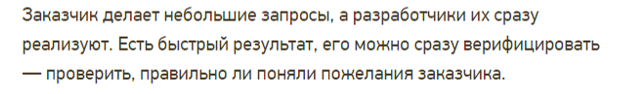 Заказчик делает небольшие запросы, а разработчики их сразу
реализуют. Есть быстрый результат, его можно сразу верифицировать
— проверить, правильно ли поняли пожелания заказчика.